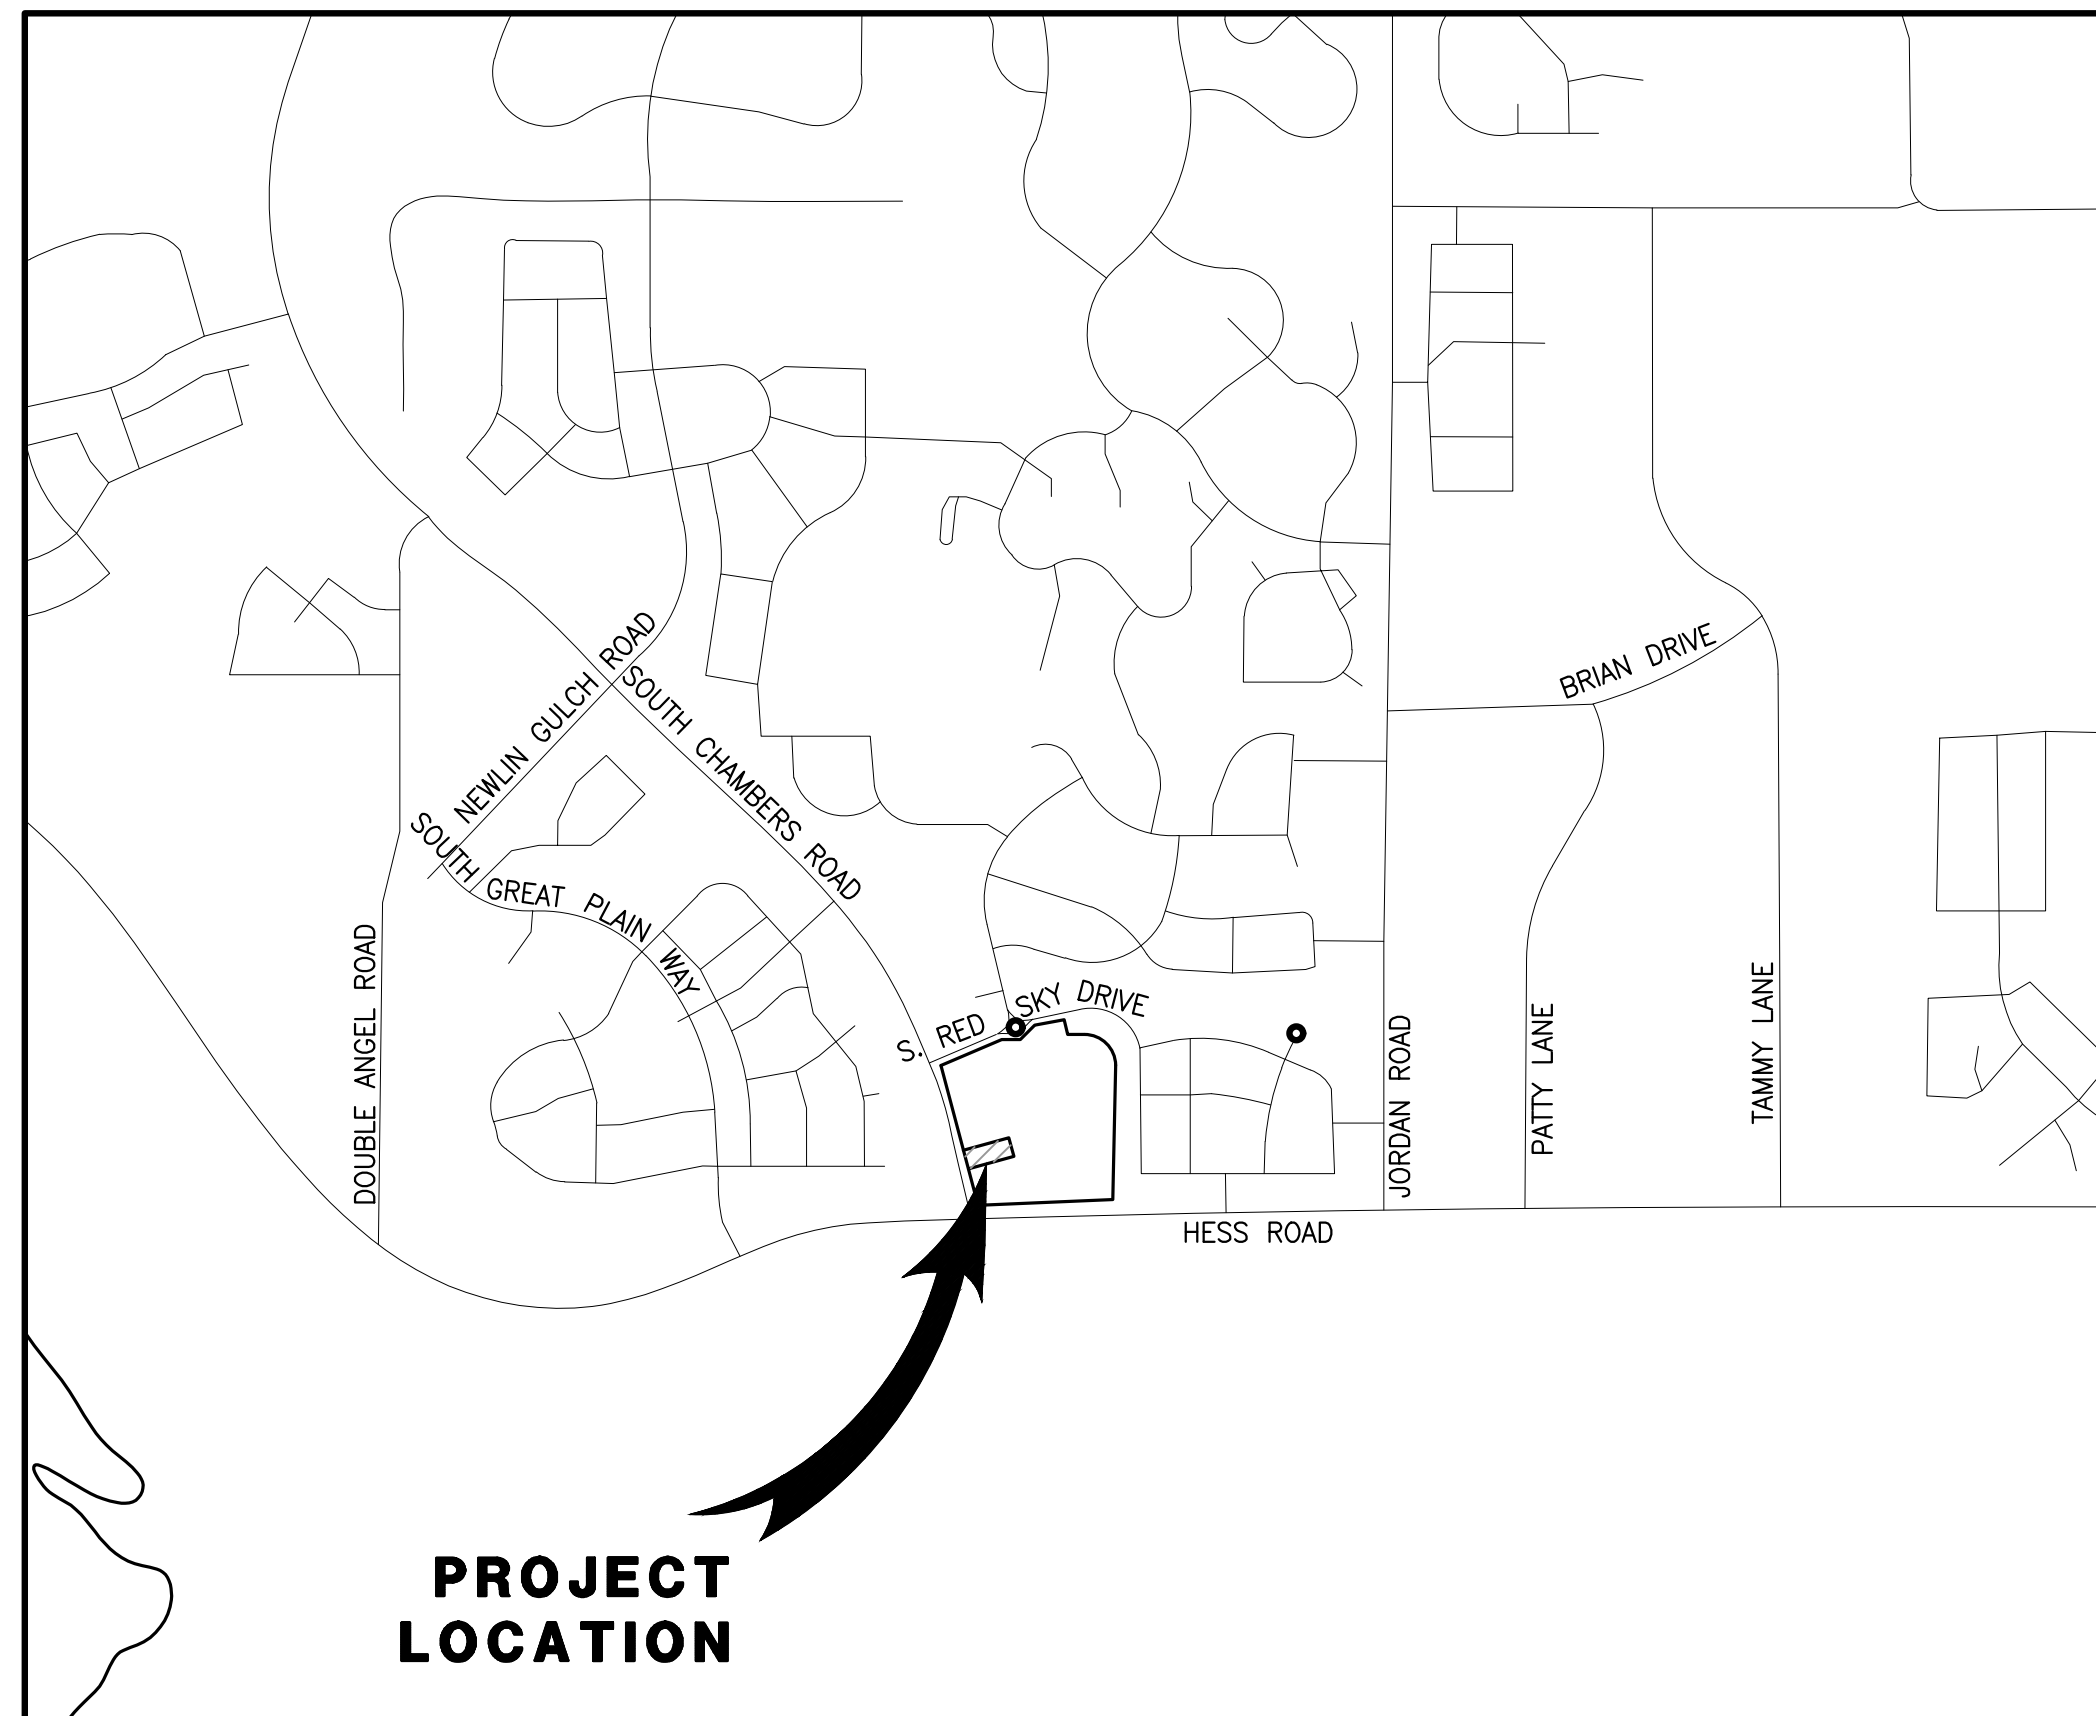 SOUTH NEWLIN GULCH ROAD
SOUTH CHAMBERS ROAD
BRIAN DRIVE
SOUTH GREAT PLAIN WAY
DOUBLE ANGEL ROAD
S. RED SKY DRIVE
JORDAN ROAD
PATTY LANE
TAMMY LANE
HESS ROAD
PROJECT
LOCATION